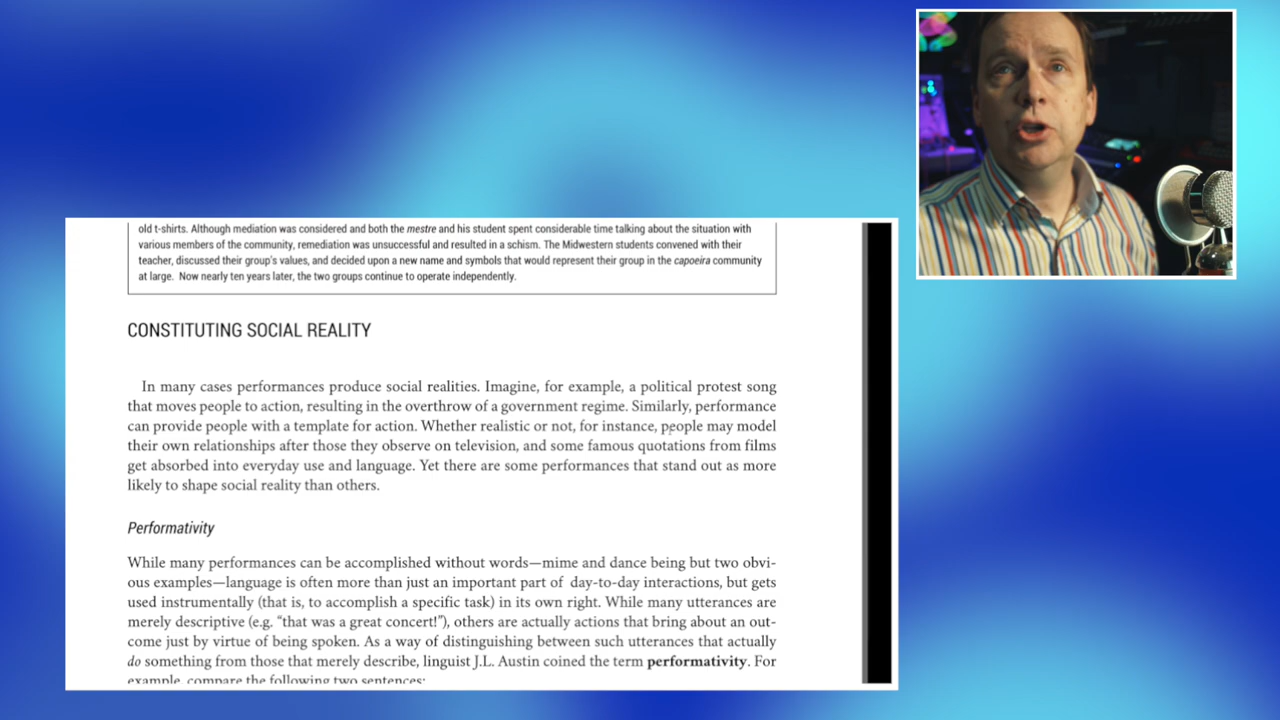 old t-shirts. Although mediation was considered and both the mestre and his student spent considerable time talking about the situation with
various members of the community, remediation was unsuccessful and resulted in a schism. The Midwestern students convened with their
teacher, discussed their group's values, and decided upon a new name and symbols that would represent their group in the capoeira community
at large. Now nearly ten years later, the two groups continue to operate independently.
CONSTITUTING SOCIAL REALITY
In many cases performances produce social realities. Imagine, for example, a political protest song
that moves people to action, resulting in the overthrow of a government regime. Similarly, performance
can provide people with a template for action. Whether realistic or not, for instance, people may model
their own relationships after those they observe on television, and some famous quotations from films
get absorbed into everyday use and language. Yet there are some performances that stand out as more
likely to shape social reality than others.
Performativity
While many performances can be accomplished without words—mime and dance being but two obvi-
ous examples—language is often more than just an important part of day-to-day interactions, but gets
used instrumentally (that is, to accomplish a specific task) in its own right. While many utterances are
merely descriptive (e.g. “that was a great concert!”), others are actually actions that bring about an out-
come just by virtue of being spoken. As a way of distinguishing between such utterances that actually
do something from those that merely describe, linguist J.L. Austin coined the term performativity. For
example, compare the following two sentences: